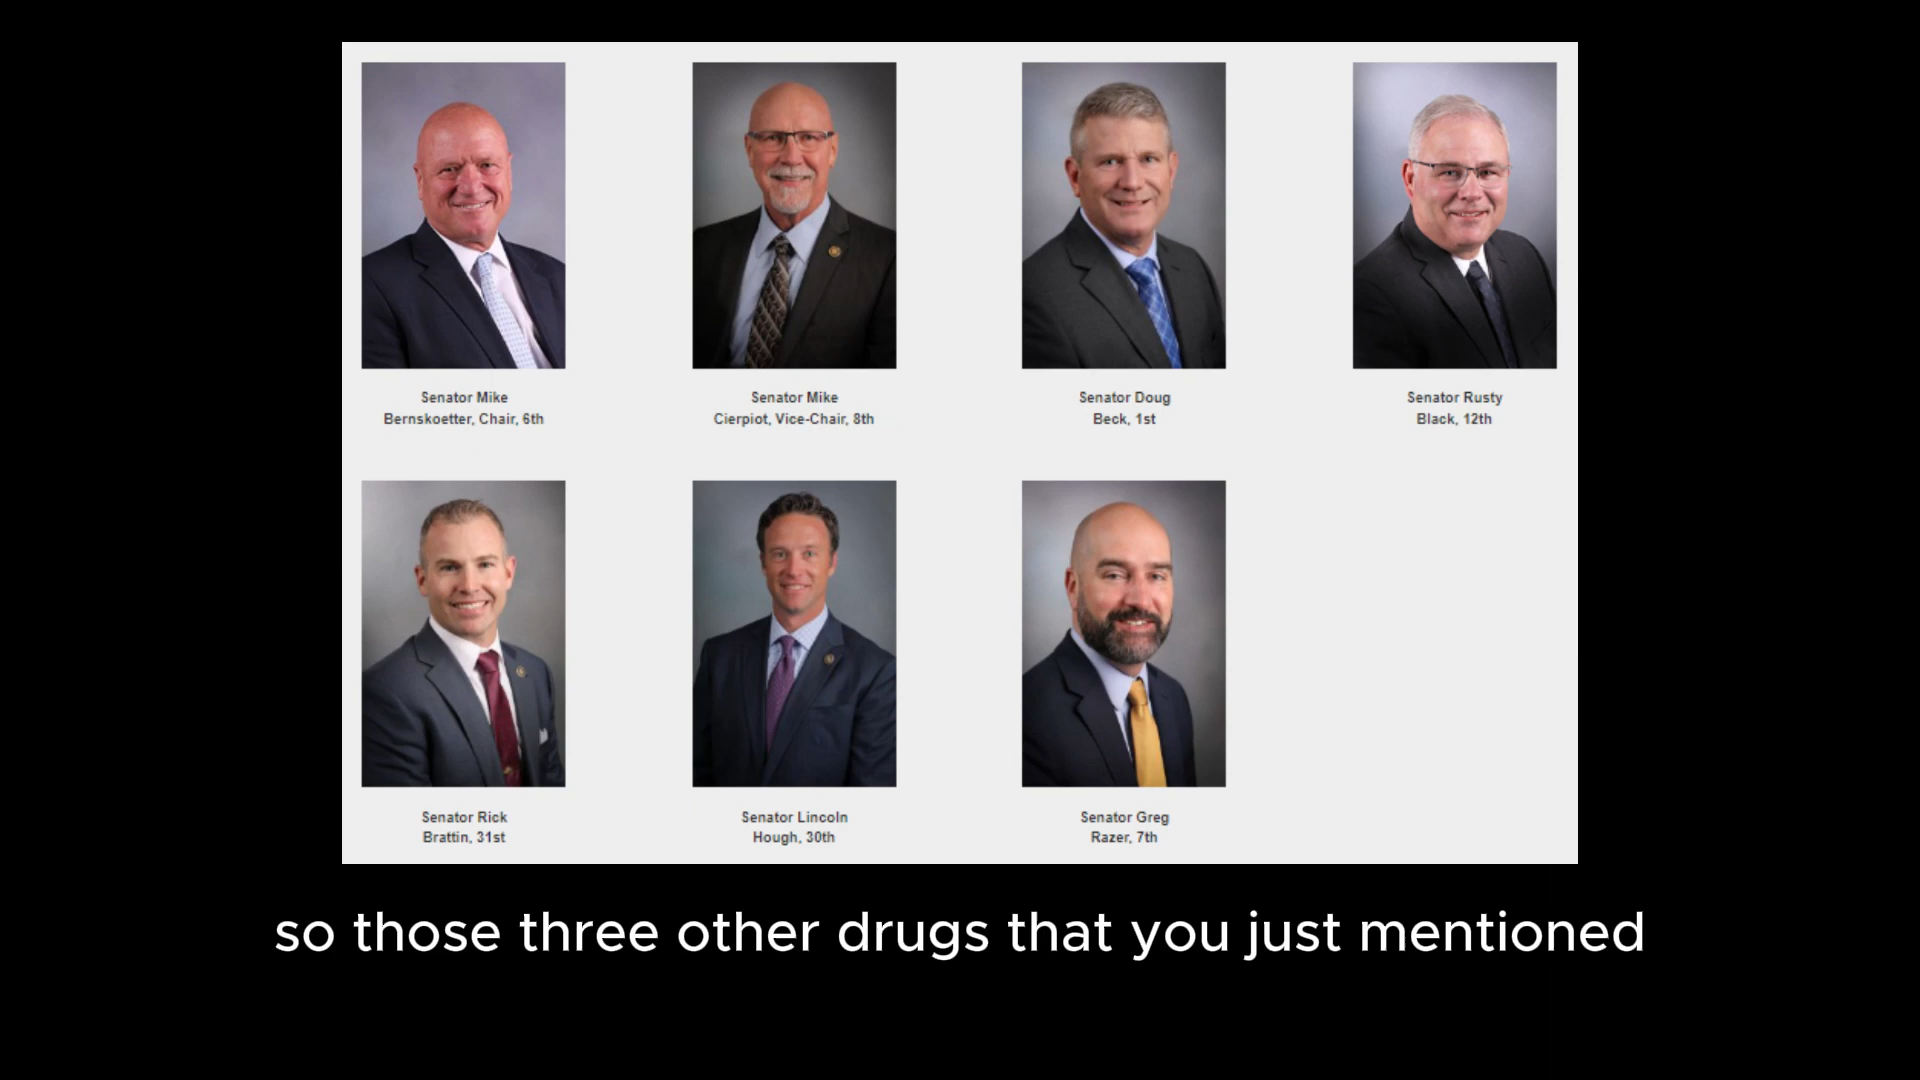 Senator Mike
Bernskoetter, Chair, 6th
Senator Mike
Cierpiot, Vice-Chair, 8th
Senator Doug
Beck, 1st
Senator Rusty
Black, 12th
Senator Rick
Brattin, 31st
Senator Lincoln
Hough, 30th
Senator Greg
Razer, 7th
so those three other drugs that you just mentioned